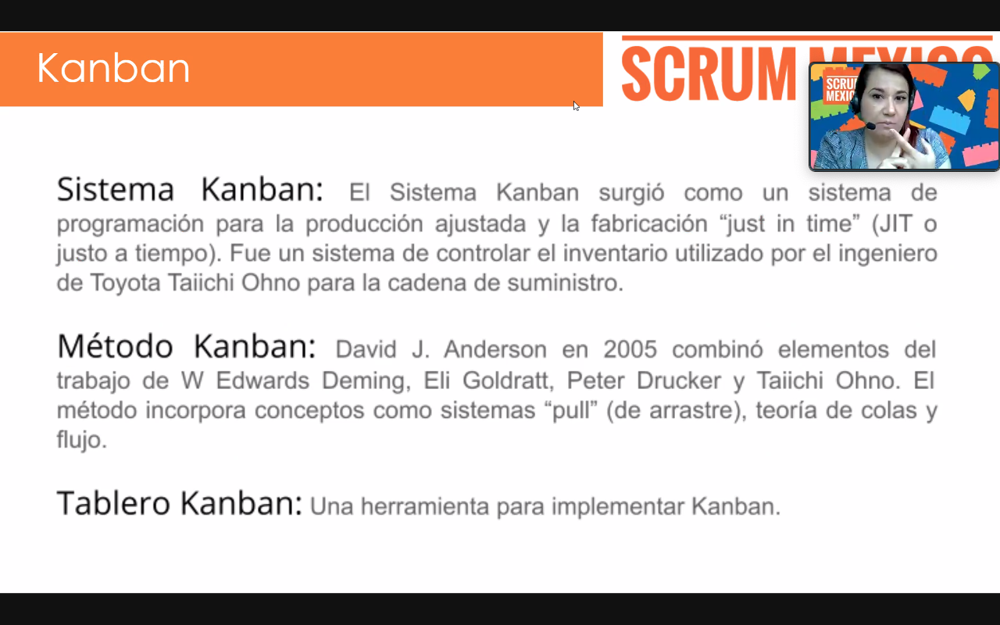 Kanban
SCRUM MEXICO
SCRUM
MEXICO
Sistema Kanban: El Sistema Kanban surgió como un sistema de
programación para la producción ajustada y la fabricación “just in time” (JIT o
justo a tiempo). Fue un sistema de controlar el inventario utilizado por el ingeniero
de Toyota Taiichi Ohno para la cadena de suministro.
Método Kanban: David J. Anderson en 2005 combinó elementos del
trabajo de W Edwards Deming, Eli Goldratt, Peter Drucker y Taiichi Ohno. El
método incorpora conceptos como sistemas “pull” (de arrastre), teoría de colas y
flujo.
Tablero Kanban: Una herramienta para implementar Kanban.